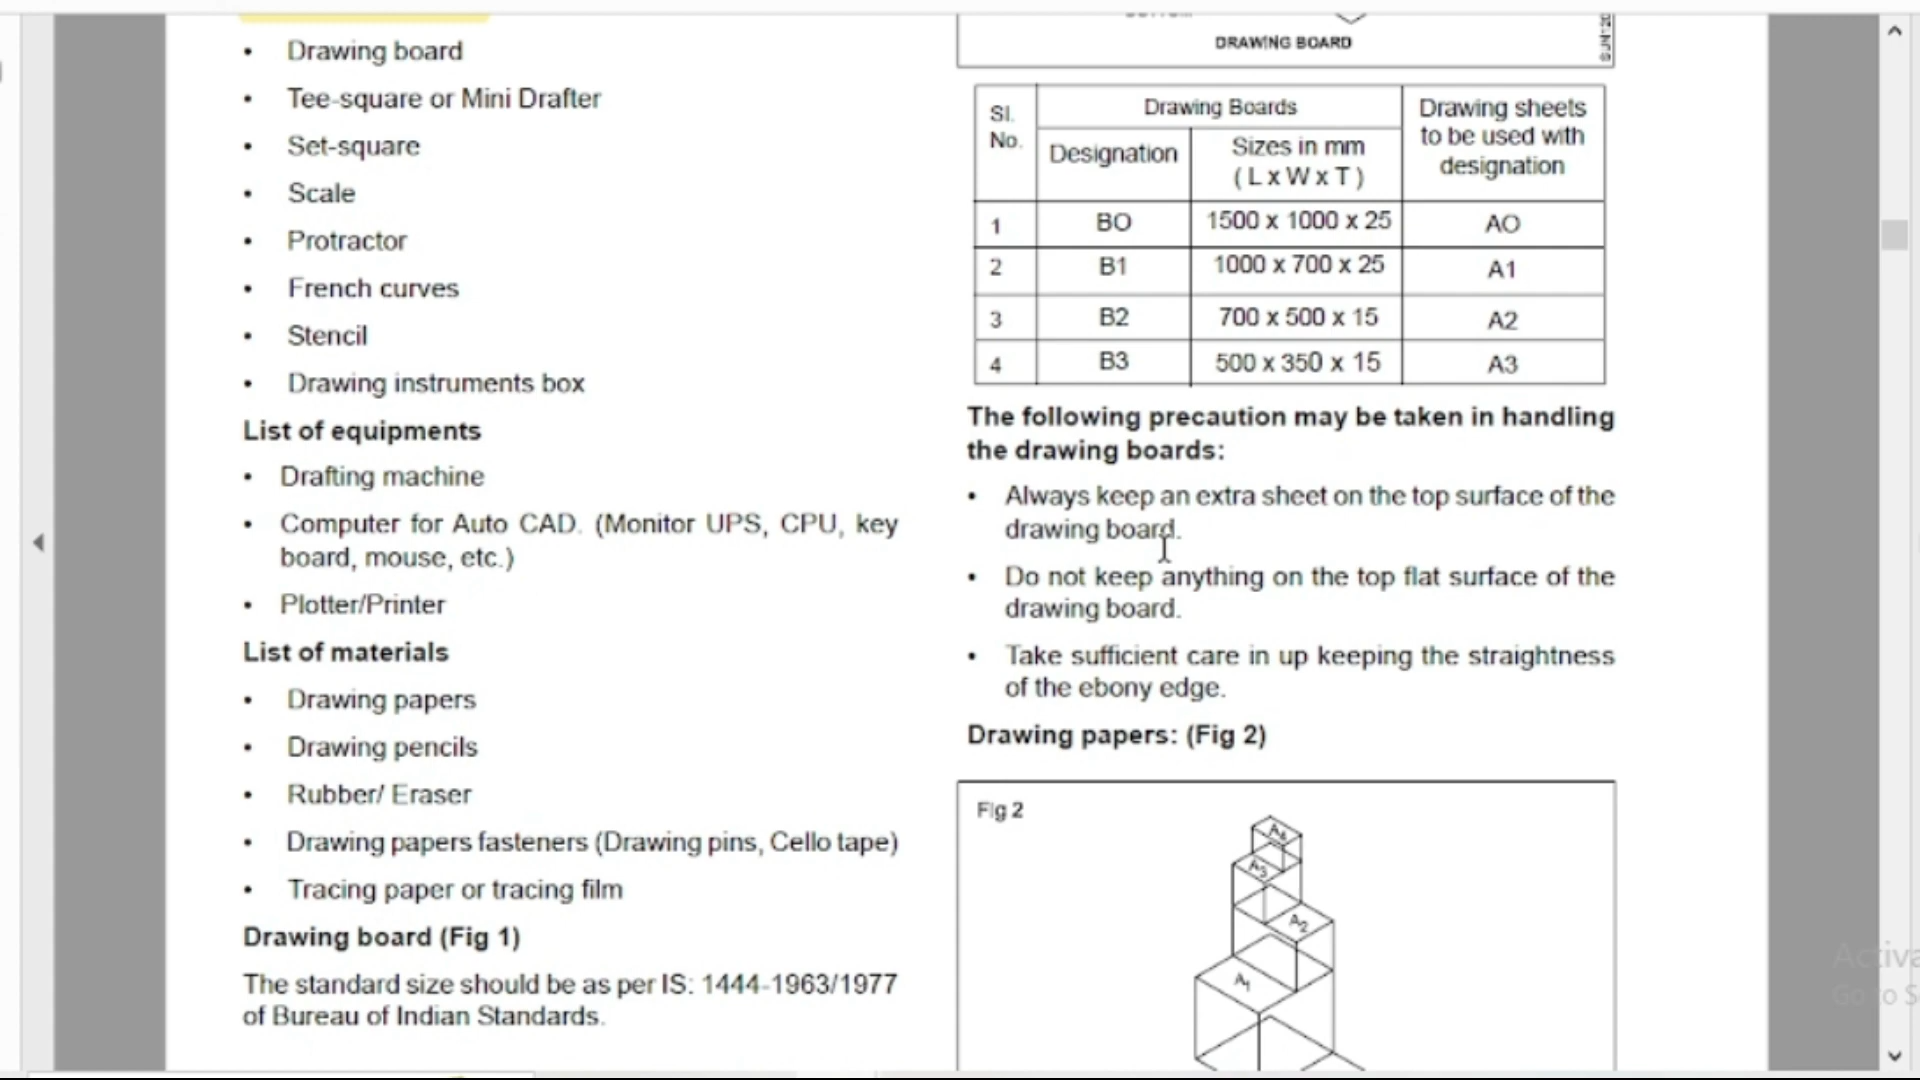 • Drawing board
• Tee-square or Mini Drafter
• Set-square
• Scale
• Protractor
• French curves
• Stencil
• Drawing instruments box
List of equipments
• Drafting machine
• Computer for Auto CAD. (Monitor UPS, CPU, key
board, mouse, etc.)
• Plotter/Printer
List of materials
• Drawing papers
• Drawing pencils
• Rubber/ Eraser
• Drawing papers fasteners (Drawing pins, Cello tape)
• Tracing paper or tracing film
Drawing board (Fig 1)
The standard size should be as per IS: 1444-1963/1977
of Bureau of Indian Standards.
DRAWING BOARD
Sl. No. Drawing Boards Drawing sheets to be used with designation
Designation Sizes in mm ( L x W x T )
1 BO 1500 x 1000 x 25 AO
2 B1 1000 x 700 x 25 A1
3 B2 700 x 500 x 15 A2
4 B3 500 x 350 x 15 A3
The following precaution may be taken in handling
the drawing boards:
• Always keep an extra sheet on the top surface of the
drawing board.
• Do not keep anything on the top flat surface of the
drawing board.
• Take sufficient care in up keeping the straightness
of the ebony edge.
Drawing papers: (Fig 2)
Fig 2
A4
A3
A2
A1